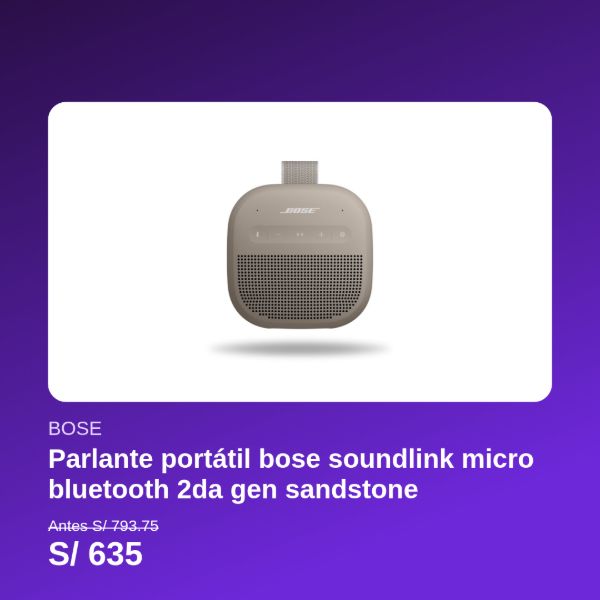 BOSE
BOSE
Parlante portátil bose soundlink micro
bluetooth 2da gen sandstone
Antes S/ 793.75
S/ 635